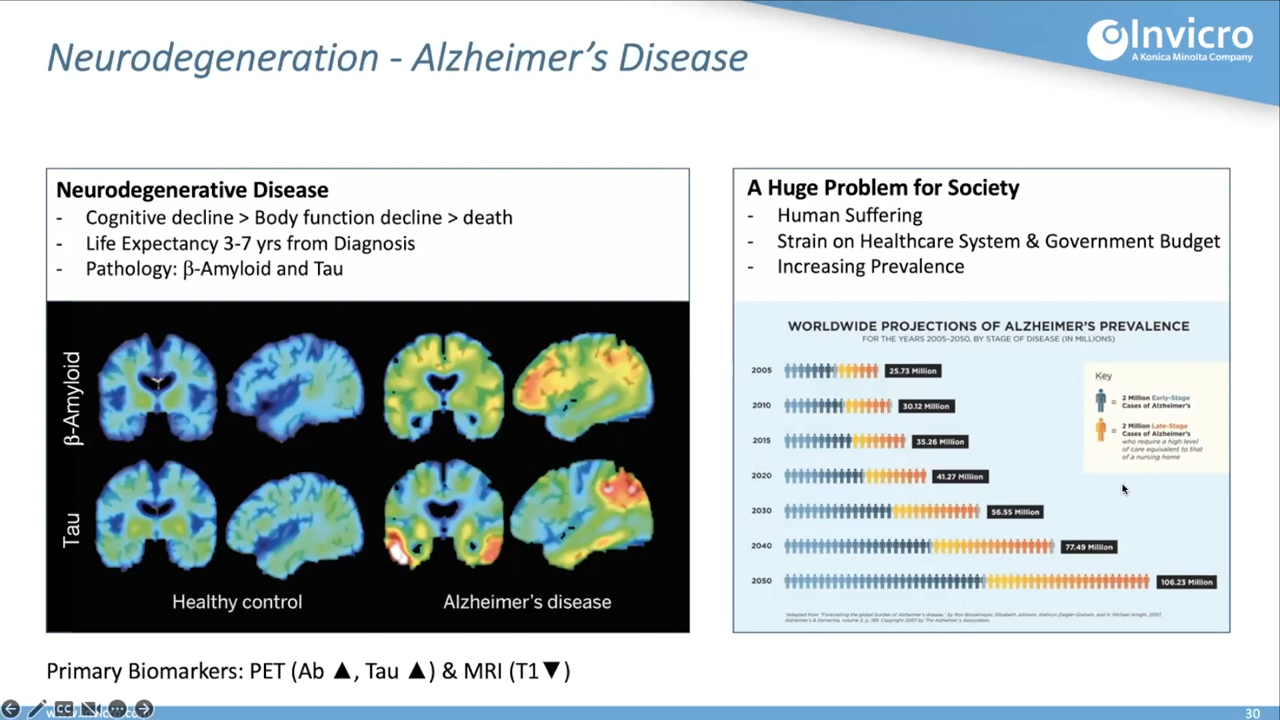 Neurodegeneration - Alzheimer's Disease
Invicro
A Konica Minolta Company
Neurodegenerative Disease
- Cognitive decline > Body function decline > death
- Life Expectancy 3-7 yrs from Diagnosis
- Pathology: β-Amyloid and Tau
β-Amyloid
Tau
Healthy control
Alzheimer's disease
A Huge Problem for Society
- Human Suffering
- Strain on Healthcare System & Government Budget
- Increasing Prevalence
WORLDWIDE PROJECTIONS OF ALZHEIMER'S PREVALENCE
FOR THE YEARS 2005–2050, BY STAGE OF DISEASE (IN MILLIONS)
2005 25.73 Million
2010 30.12 Million
2015 35.26 Million
2020 41.27 Million
2030 56.55 Million
2040 77.49 Million
2050 106.23 Million
Key
= 2 Million Early-Stage
Cases of Alzheimer's
= 2 Million Late-Stage
Cases of Alzheimer's
who require a high level
of care equivalent to that
of a nursing home
Primary Biomarkers: PET (Ab ▲, Tau ▲) & MRI (T1▼)
CC
30